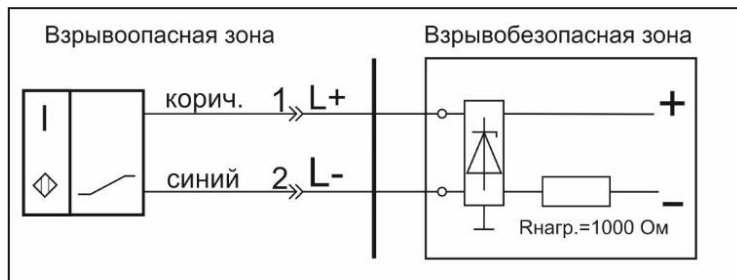 Взрывоопасная зона
Взрывобезопасная зона
I
корич. 1 L+
+
синий 2 L-
-
Rнагр.=1000 Ом